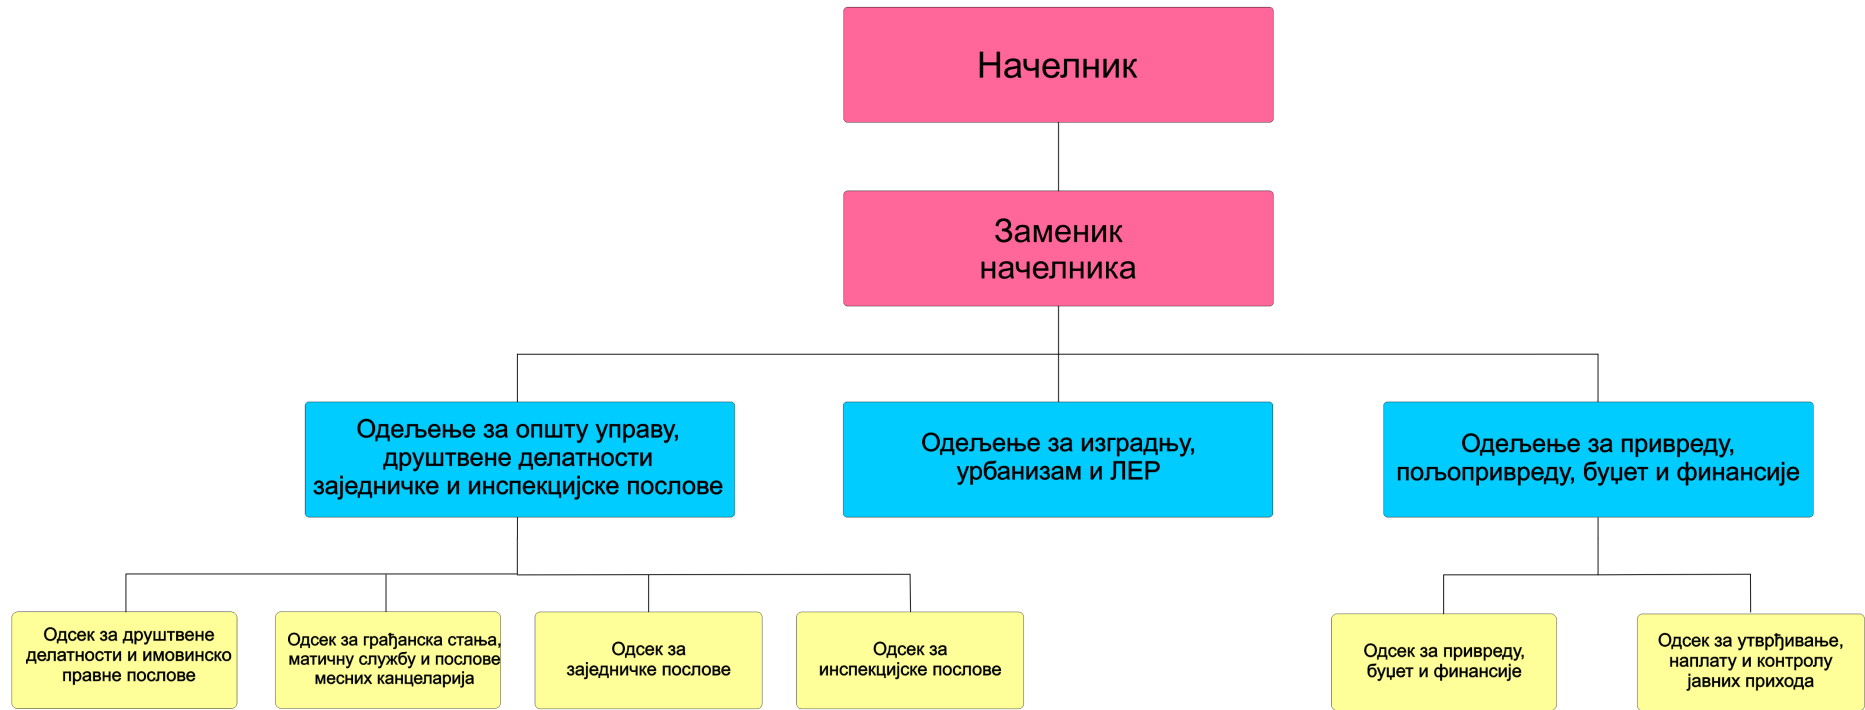 Начелник
Заменик
начелника
Одељење за општу управу,
друштвене делатности
заједничке и инспекцијске послове
Одељење за изградњу,
урбанизам и ЛЕР
Одељење за привреду,
пољопривреду, буџет и финансије
Одсек за друштвене
делатности и имовинско
правне послове
Одсек за грађанска стања,
матичну службу и послове
месних канцеларија
Одсек за
заједничке послове
Одсек за
инспекцијске послове
Одсек за привреду,
буџет и финансије
Одсек за утврђивање,
наплату и контролу
јавних прихода